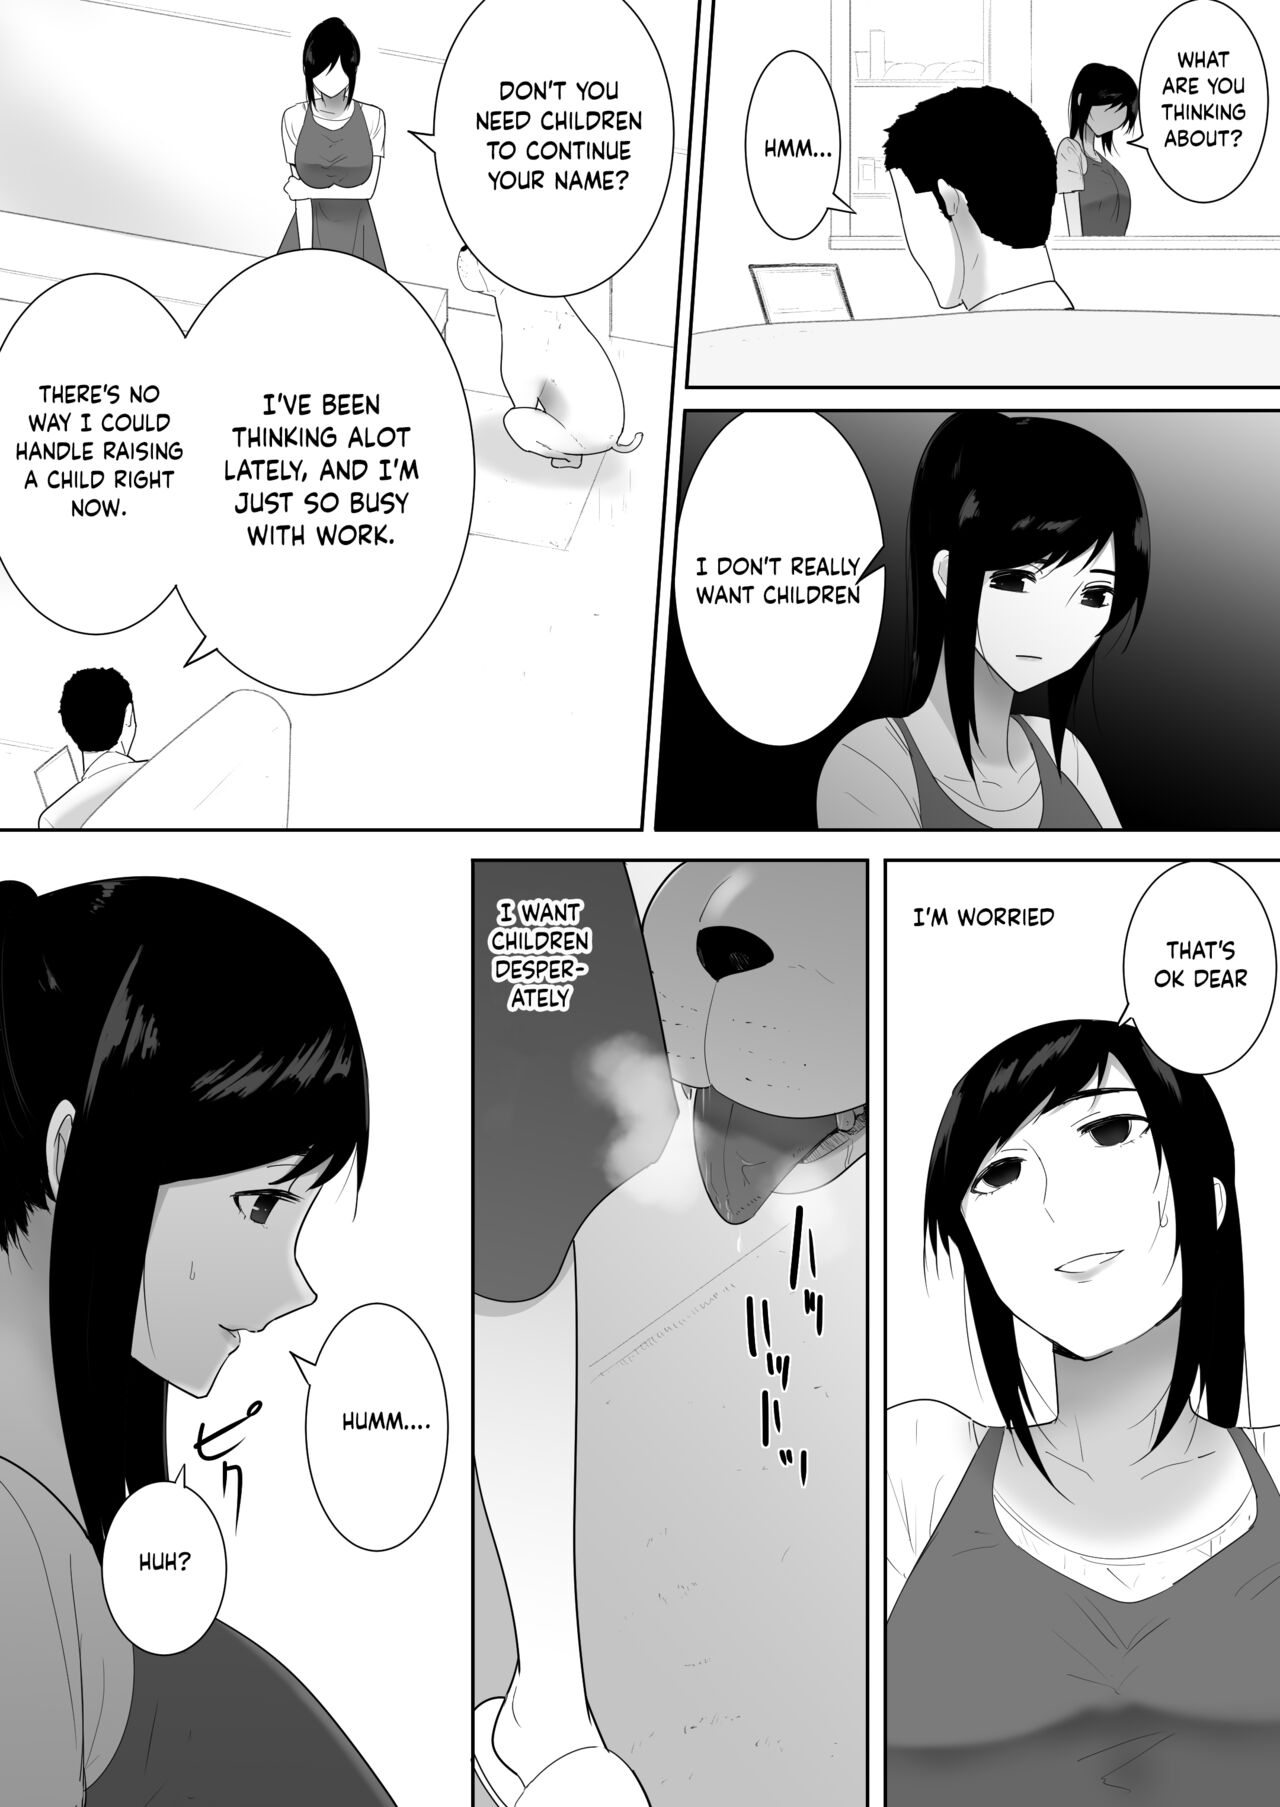 WHAT
ARE YOU
THINKING
ABOUT?
HMM...
I DON'T REALLY
WANT CHILDREN
DON'T YOU
NEED CHILDREN
TO CONTINUE
YOUR NAME?
I'VE BEEN
THINKING ALOT
LATELY, AND I'M
JUST SO BUSY
WITH WORK.
THERE'S NO
WAY I COULD
HANDLE RAISING
A CHILD RIGHT
NOW.
THAT'S
OK DEAR
I'M WORRIED
I WANT
CHILDREN
DESPER-
ATELY
ハッ
ハッ
ハッ
HUMM....
ピク
HUH?